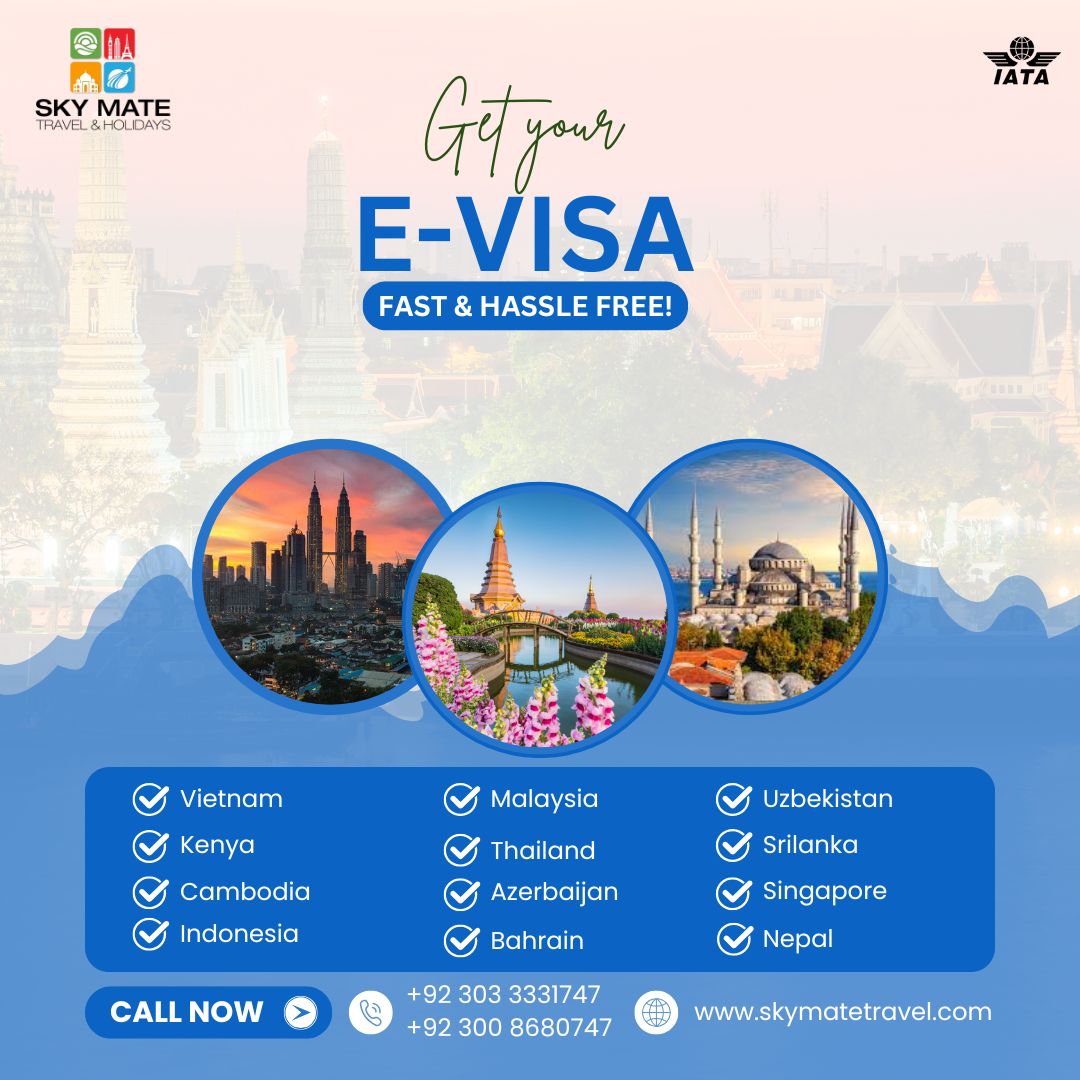 SKY MATE
TRAVEL & HOLIDAYS
IATA
Get your
E-VISA
FAST & HASSLE FREE!
Vietnam
Kenya
Cambodia
Indonesia
Malaysia
Thailand
Azerbaijan
Bahrain
Uzbekistan
Srilanka
Singapore
Nepal
CALL NOW
+92 303 3331747
+92 300 8680747
www.skymatetravel.com